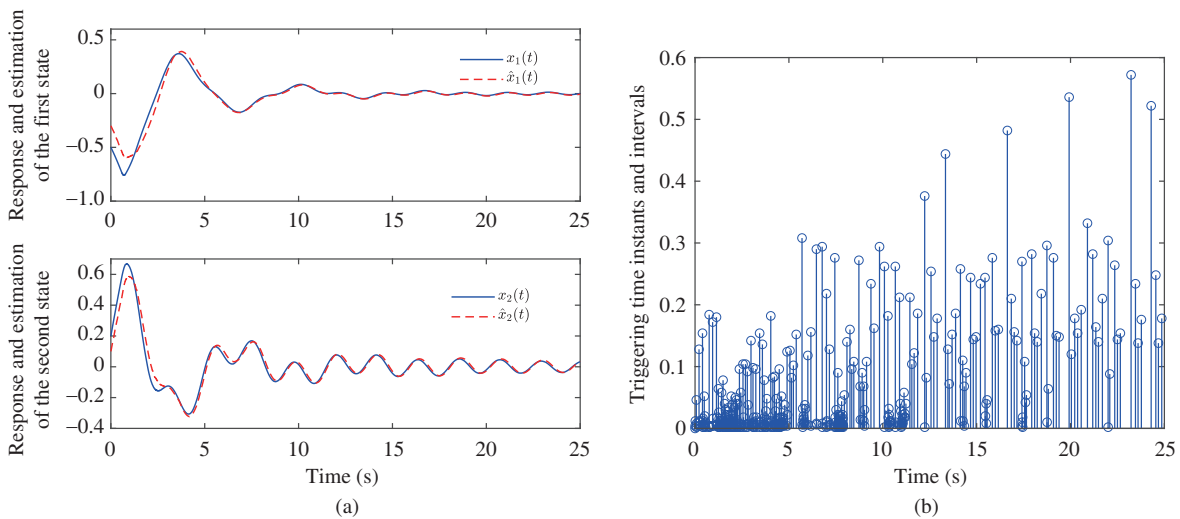 Response and estimation
of the first state
0.5
0
−0.5
−1.0
x₁(t)
x̂₁(t)
0 5 10 15 20 25
Response and estimation
of the second state
0.6
0.4
0.2
0
−0.2
−0.4
x₂(t)
x̂₂(t)
0 5 10 15 20 25
Time (s)
(a)
Triggering time instants and intervals
0.6
0.5
0.4
0.3
0.2
0.1
0
0 5 10 15 20 25
Time (s)
(b)